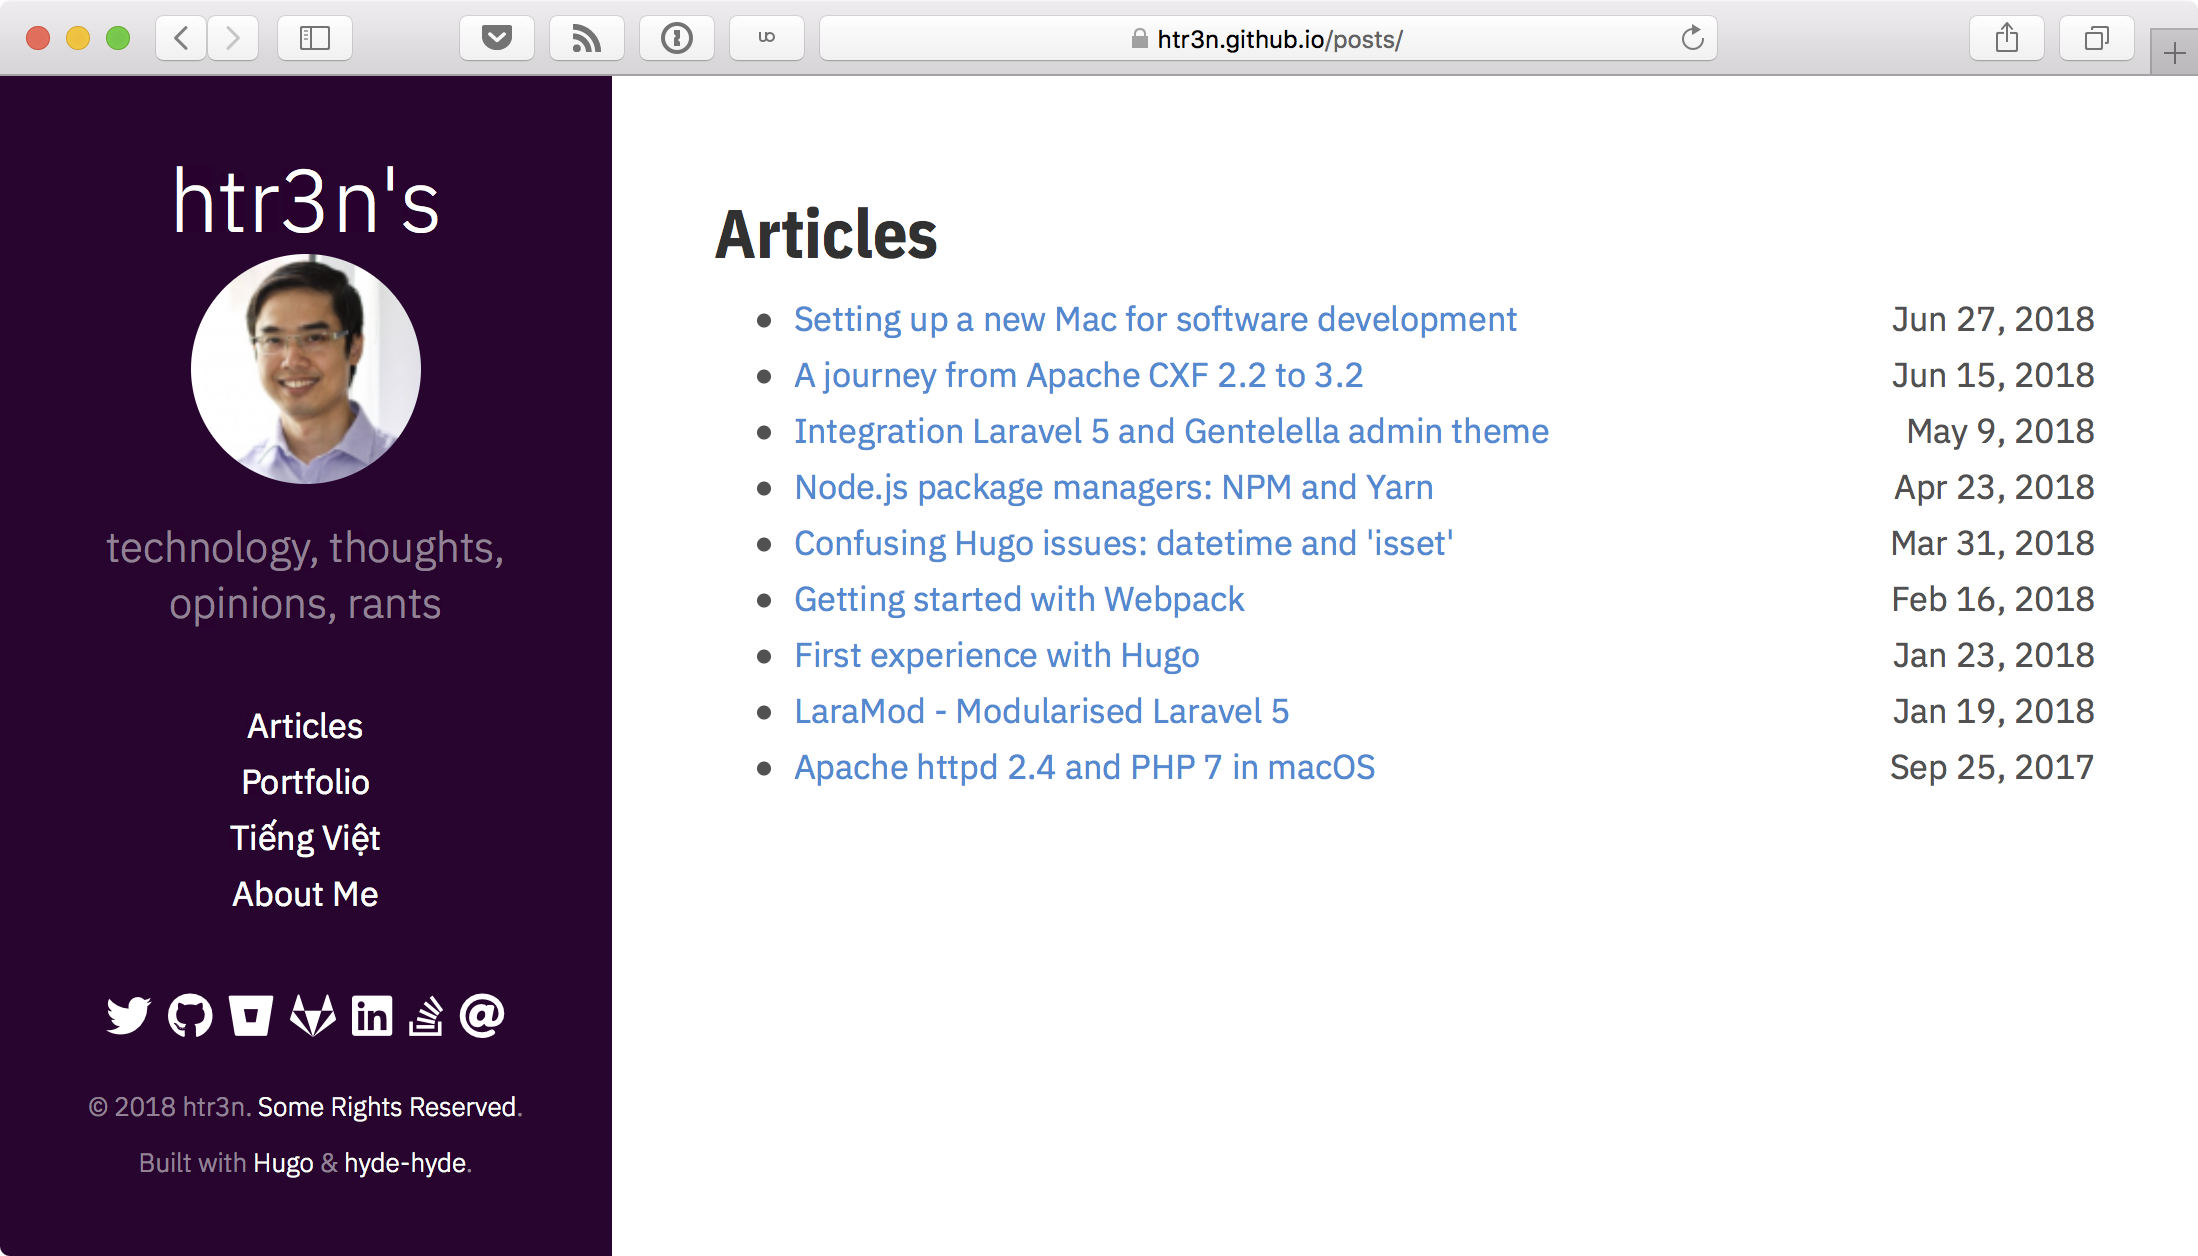 htr3n.github.io/posts/
htr3n's
technology, thoughts,
opinions, rants
Articles
Portfolio
Tiếng Việt
About Me
© 2018 htr3n. Some Rights Reserved.
Built with Hugo & hyde-hyde.
Articles
Setting up a new Mac for software development Jun 27, 2018
A journey from Apache CXF 2.2 to 3.2 Jun 15, 2018
Integration Laravel 5 and Gentelella admin theme May 9, 2018
Node.js package managers: NPM and Yarn Apr 23, 2018
Confusing Hugo issues: datetime and 'isset' Mar 31, 2018
Getting started with Webpack Feb 16, 2018
First experience with Hugo Jan 23, 2018
LaraMod - Modularised Laravel 5 Jan 19, 2018
Apache httpd 2.4 and PHP 7 in macOS Sep 25, 2017